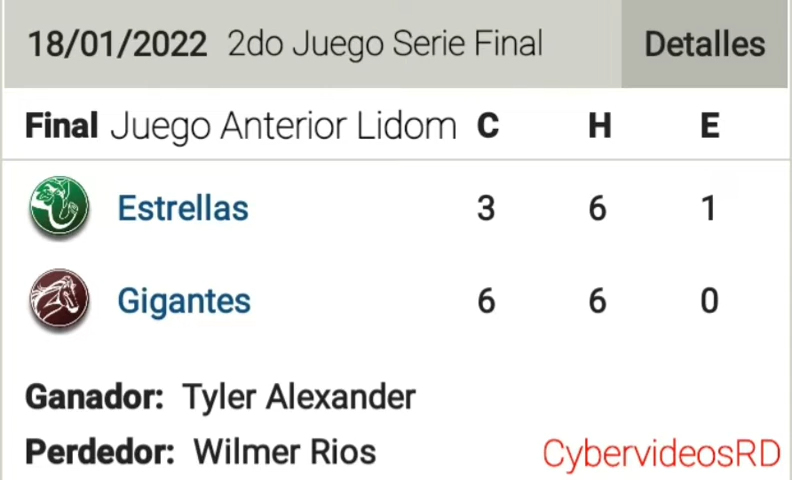 18/01/2022 2do Juego Serie Final Detalles
Final Juego Anterior Lidom C H E
Estrellas 3 6 1
Gigantes 6 6 0
Ganador: Tyler Alexander
Perdedor: Wilmer Rios CybervideosRD